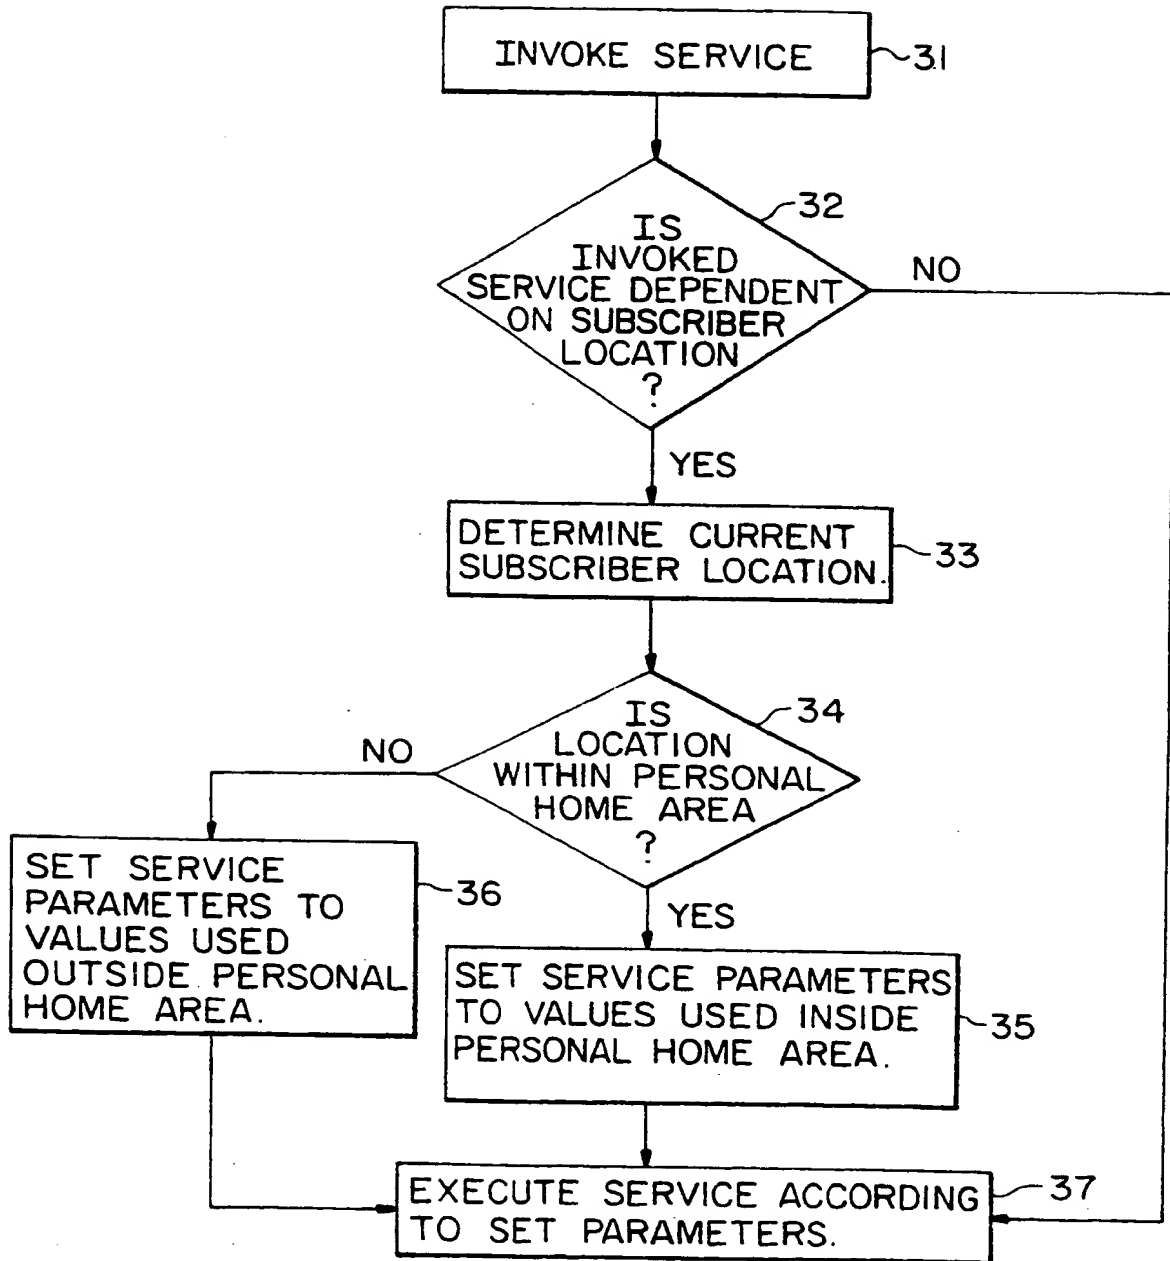 INVOKE SERVICE
31
32
IS
INVOKED
SERVICE DEPENDENT
ON SUBSCRIBER
LOCATION
?
NO
YES
DETERMINE CURRENT
SUBSCRIBER LOCATION.
33
34
IS
LOCATION
WITHIN PERSONAL
HOME AREA
?
NO
YES
SET SERVICE
PARAMETERS TO
VALUES USED
OUTSIDE PERSONAL
HOME AREA.
36
SET SERVICE PARAMETERS
TO VALUES USED INSIDE
PERSONAL HOME AREA.
35
EXECUTE SERVICE ACCORDING
TO SET PARAMETERS.
37